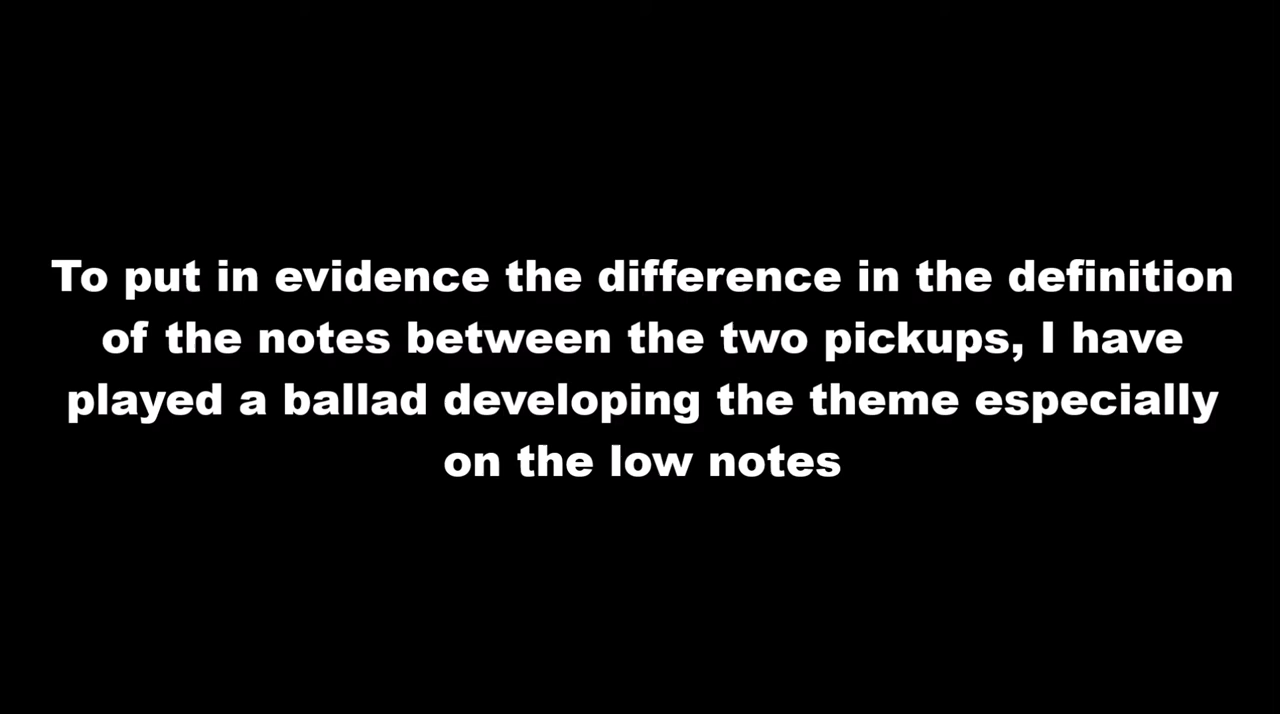 To put in evidence the difference in the definition
of the notes between the two pickups, I have
played a ballad developing the theme especially
on the low notes